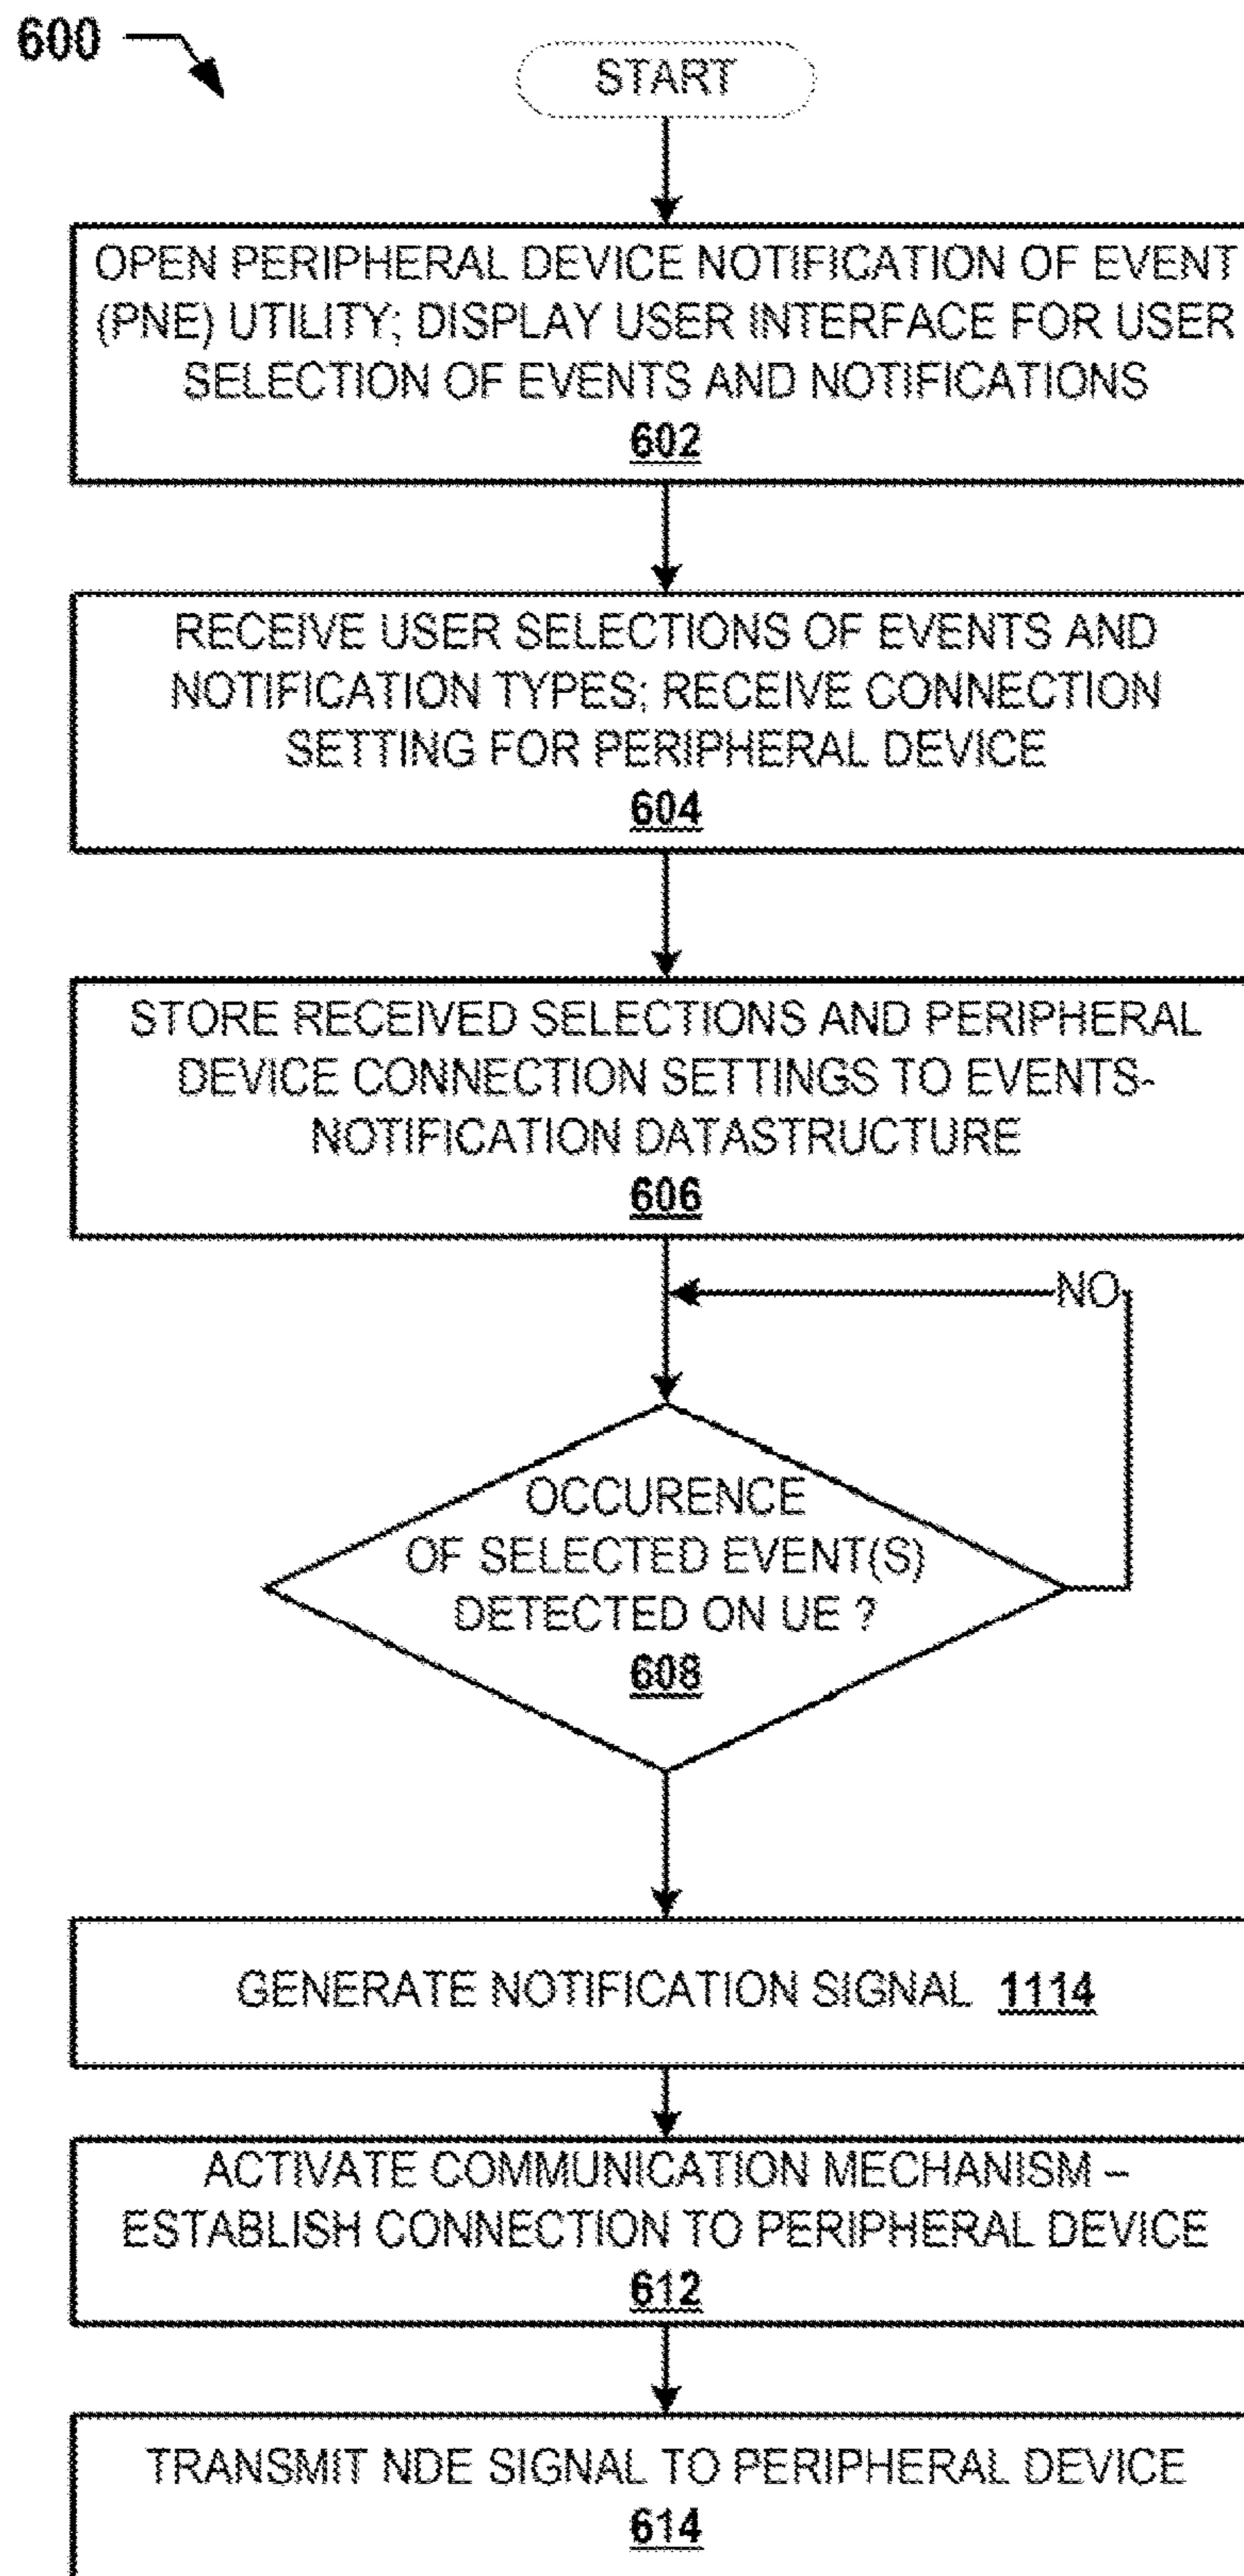 600
START
OPEN PERIPHERAL DEVICE NOTIFICATION OF EVENT
(PNE) UTILITY; DISPLAY USER INTERFACE FOR USER
SELECTION OF EVENTS AND NOTIFICATIONS
602
RECEIVE USER SELECTIONS OF EVENTS AND
NOTIFICATION TYPES; RECEIVE CONNECTION
SETTING FOR PERIPHERAL DEVICE
604
STORE RECEIVED SELECTIONS AND PERIPHERAL
DEVICE CONNECTION SETTINGS TO EVENTS-
NOTIFICATION DATASTRUCTURE
606
NO
OCCURENCE
OF SELECTED EVENT(S)
DETECTED ON UE ?
608
GENERATE NOTIFICATION SIGNAL 1114
ACTIVATE COMMUNICATION MECHANISM –
ESTABLISH CONNECTION TO PERIPHERAL DEVICE
612
TRANSMIT NDE SIGNAL TO PERIPHERAL DEVICE
614